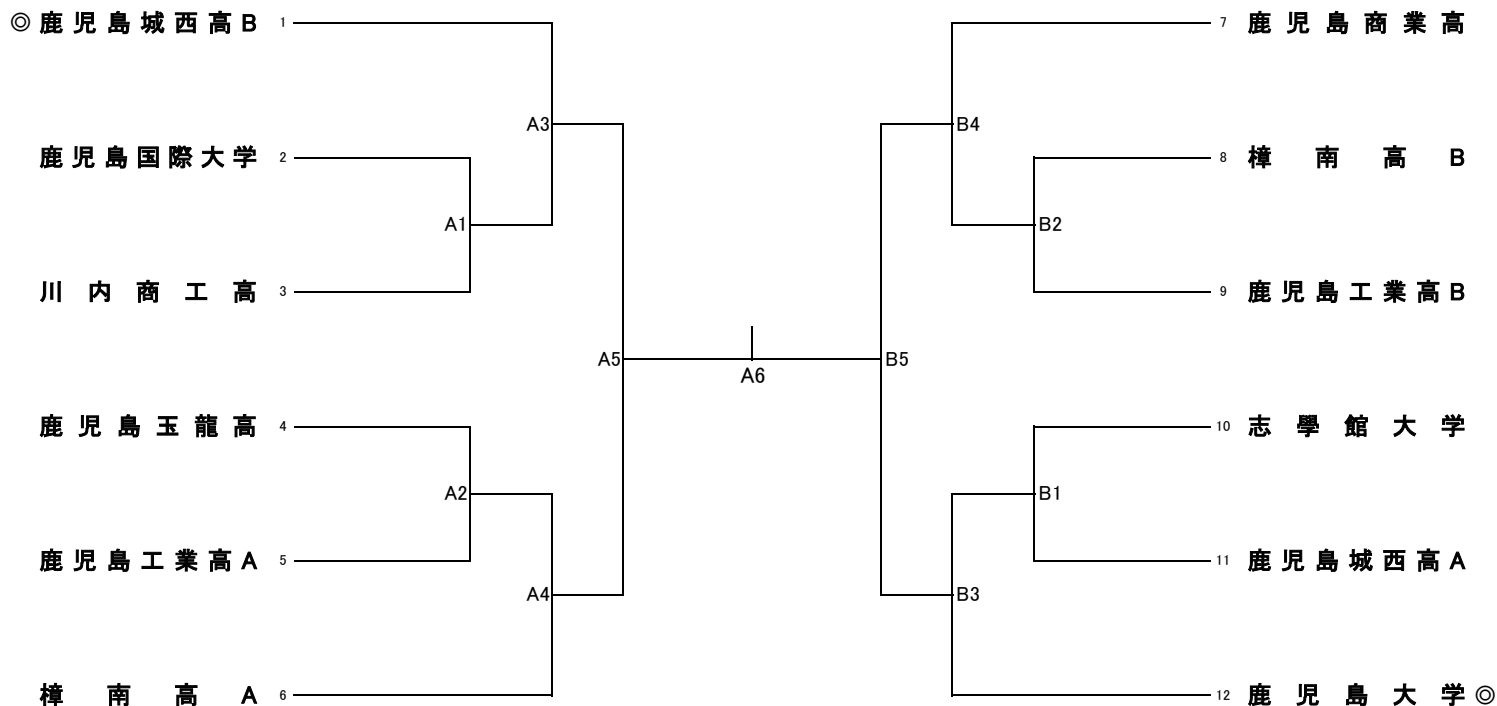 ◎ 鹿児島城西高B 1
A3
鹿児島国際大学 2
A1
川内商工高 3
A5
鹿児島玉龍高 4
A2
鹿児島工業高A 5
A4
樟南高A 6
A6
7 鹿児島商業高
B4
8 樟南高B
B2
9 鹿児島工業高B
B5
10 志學館大学
B1
11 鹿児島城西高A
B3
12 鹿児島大学 ◎